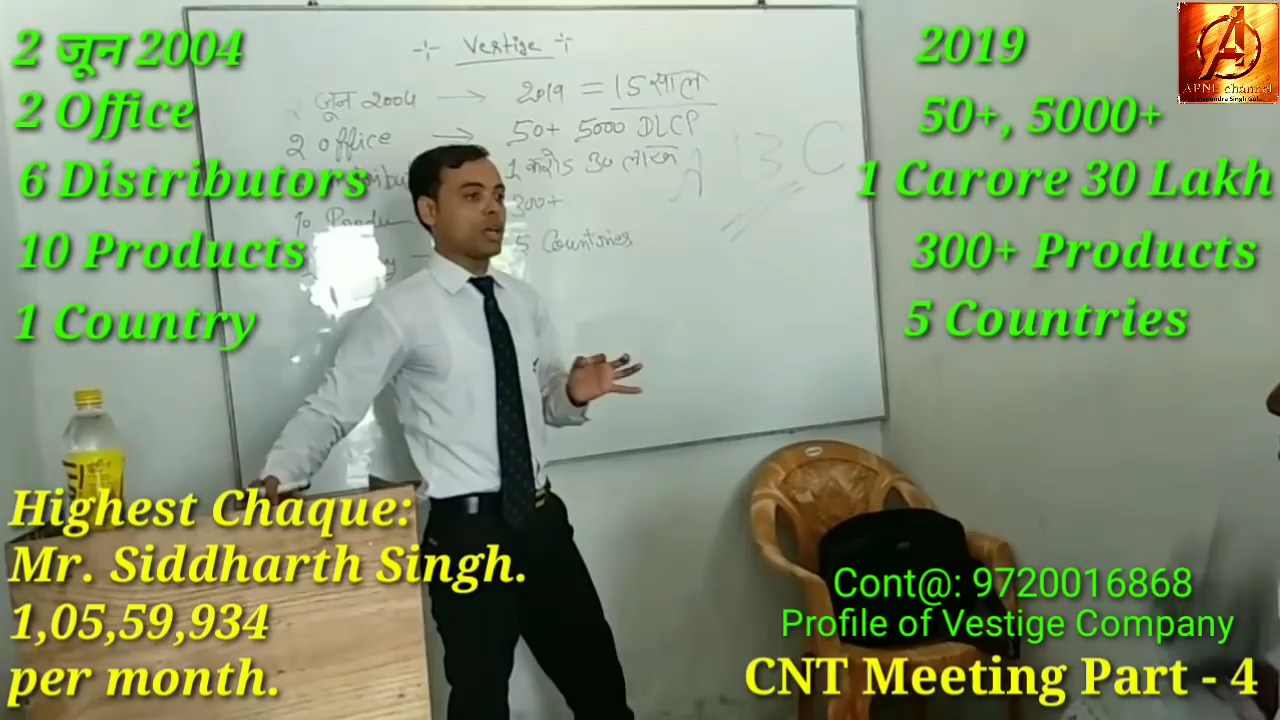 2 जून 2004
2 Office
6 Distributors
10 Products
1 Country
2019
50+, 5000+
1 Carore 30 Lakh
300+ Products
5 Countries
APNL channel
Vestige
जून 2004 → 2019 = 15 साल
2 office → 50+ 5000 DLCP
1 करोड 30 लाख
10 Produ
300+
5 Countries
A B C
Highest Chaque:
Mr. Siddharth Singh.
1,05,59,934
per month.
Cont@: 9720016868
Profile of Vestige Company
CNT Meeting Part - 4